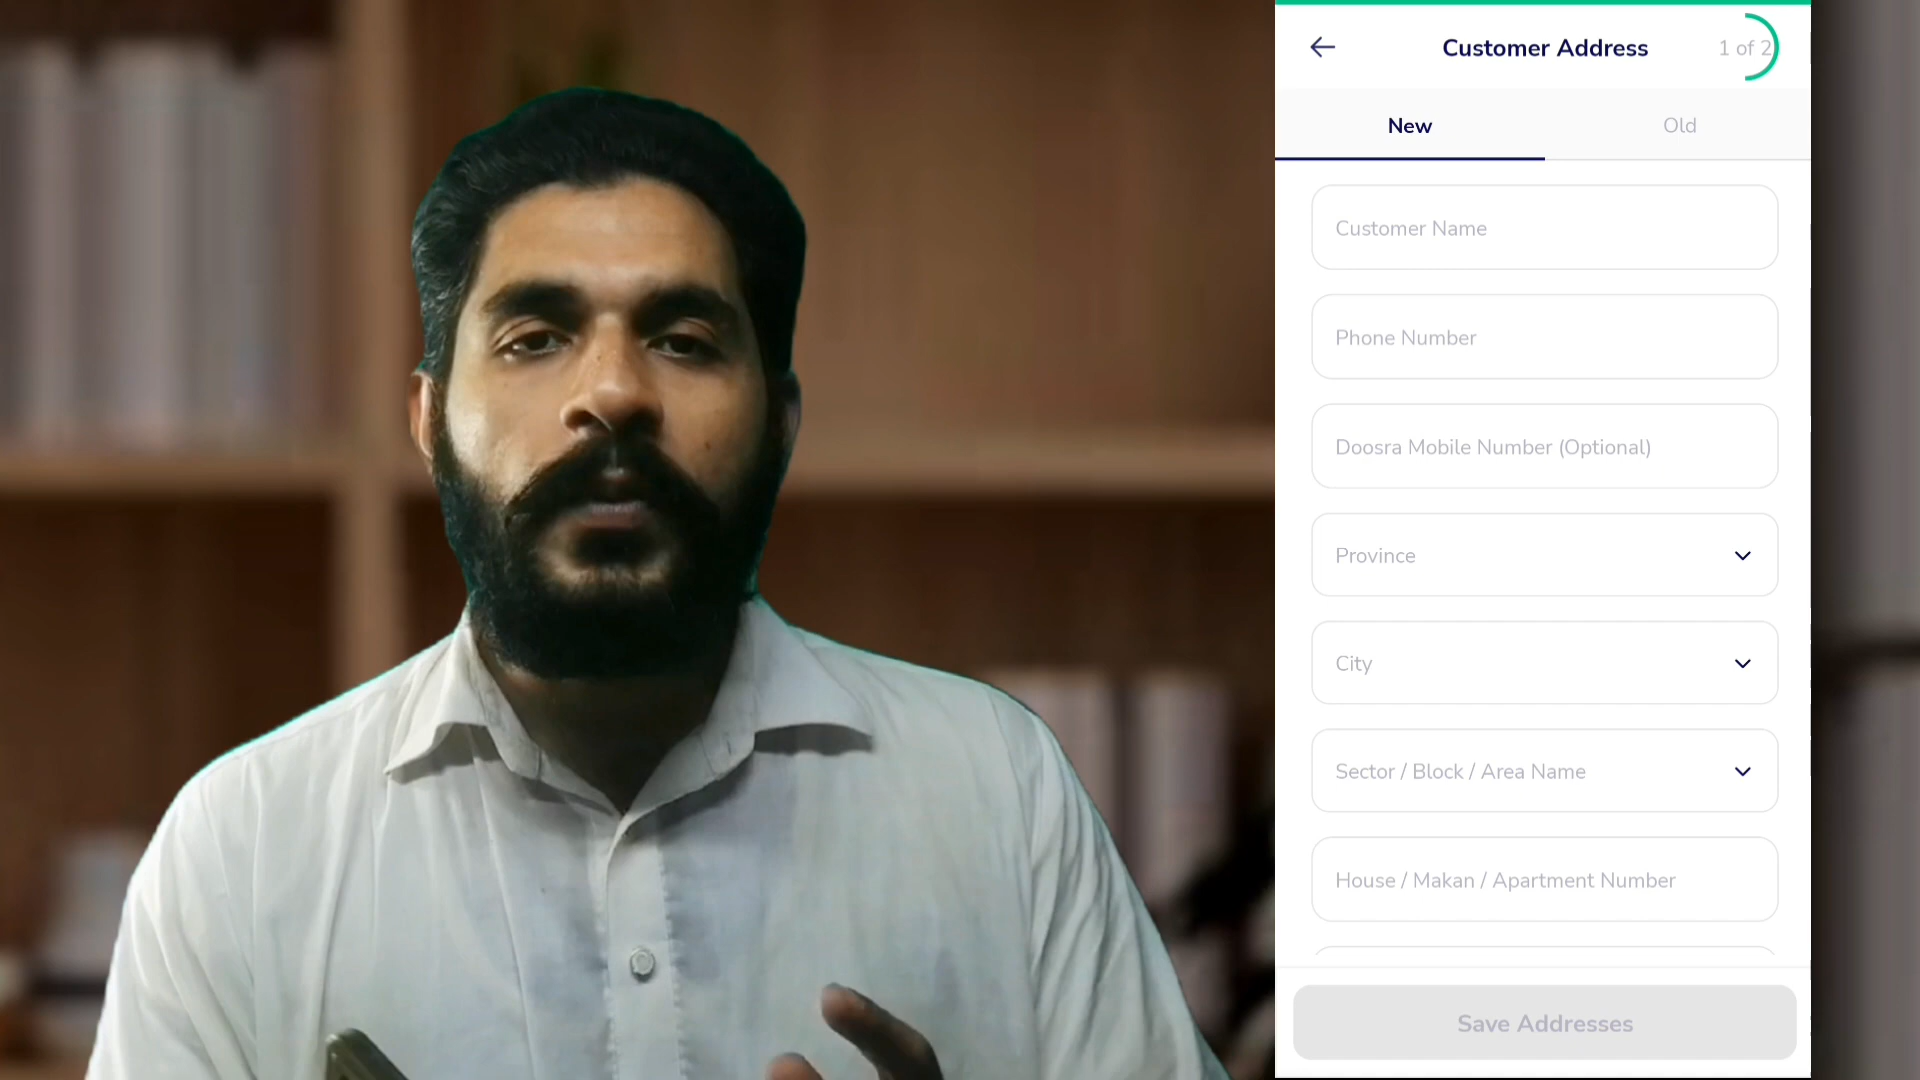 Customer Address
1 of 2
New
Old
Customer Name
Phone Number
Doosra Mobile Number (Optional)
Province
City
Sector / Block / Area Name
House / Makan / Apartment Number
Save Addresses